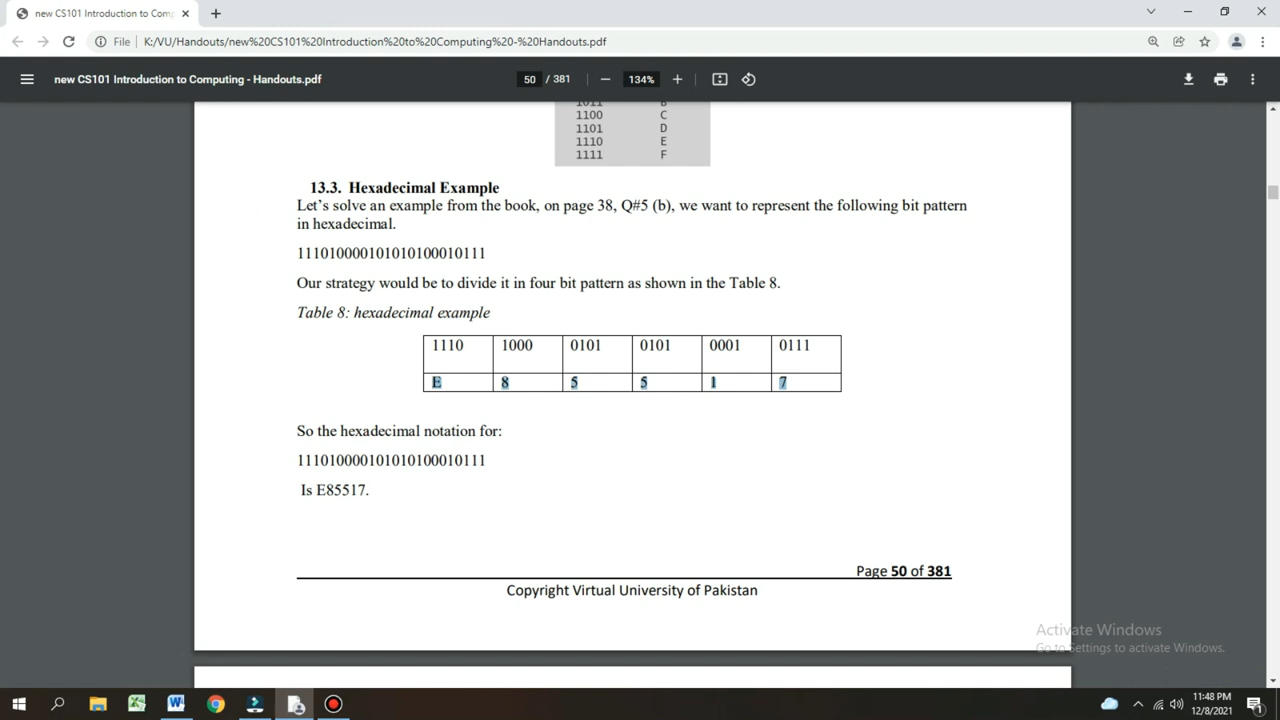 new CS101 Introduction to Comp
File K:/VU/Handouts/new%20CS101%20Introduction%20to%20Computing%20-%20Handouts.pdf
new CS101 Introduction to Computing - Handouts.pdf 50 / 381 134%
1011 B
1100 C
1101 D
1110 E
1111 F
13.3. Hexadecimal Example
Let's solve an example from the book, on page 38, Q#5 (b), we want to represent the following bit pattern
in hexadecimal.
111010000101010100010111
Our strategy would be to divide it in four bit pattern as shown in the Table 8.
Table 8: hexadecimal example
1110 1000 0101 0101 0001 0111
E 8 5 5 1 7
So the hexadecimal notation for:
111010000101010100010111
Is E85517.
Page 50 of 381
Copyright Virtual University of Pakistan
Activate Windows
Go to Settings to activate Windows.
11:48 PM
12/8/2021
1